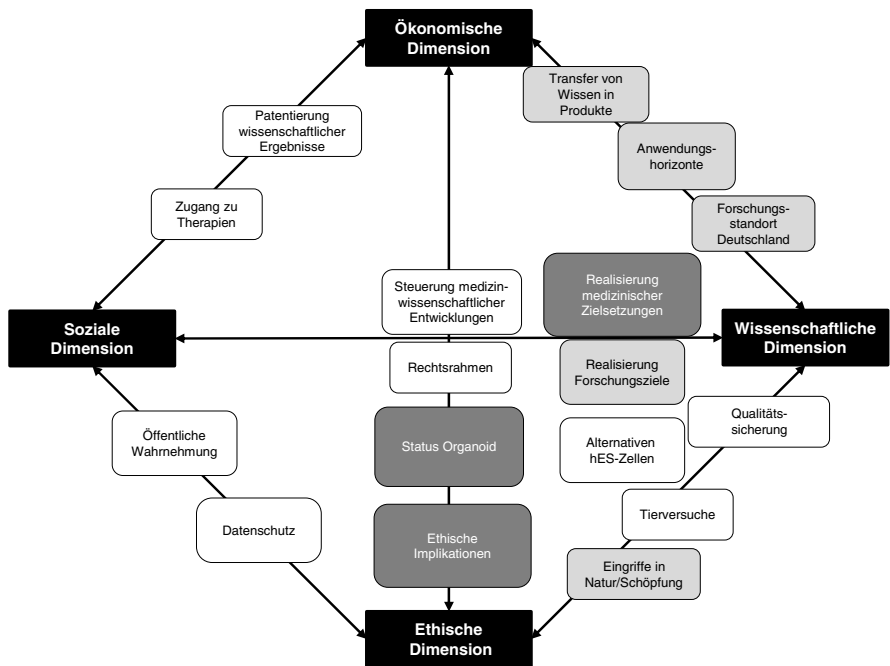 Ökonomische
Dimension
Transfer von
Wissen in
Produkte
Patentierung
wissenschaftlicher
Ergebnisse
Anwendungs-
horizonte
Zugang zu
Therapien
Forschungs-
standort
Deutschland
Steuerung medizin-
wissenschaftlicher
Entwicklungen
Realisierung
medizinischer
Zielsetzungen
Soziale
Dimension
Wissenschaftliche
Dimension
Rechtsrahmen
Realisierung
Forschungsziele
Öffentliche
Wahrnehmung
Status Organoid
Alternativen
hES-Zellen
Qualitäts-
sicherung
Datenschutz
Ethische
Implikationen
Tierversuche
Eingriffe in
Natur/Schöpfung
Ethische
Dimension